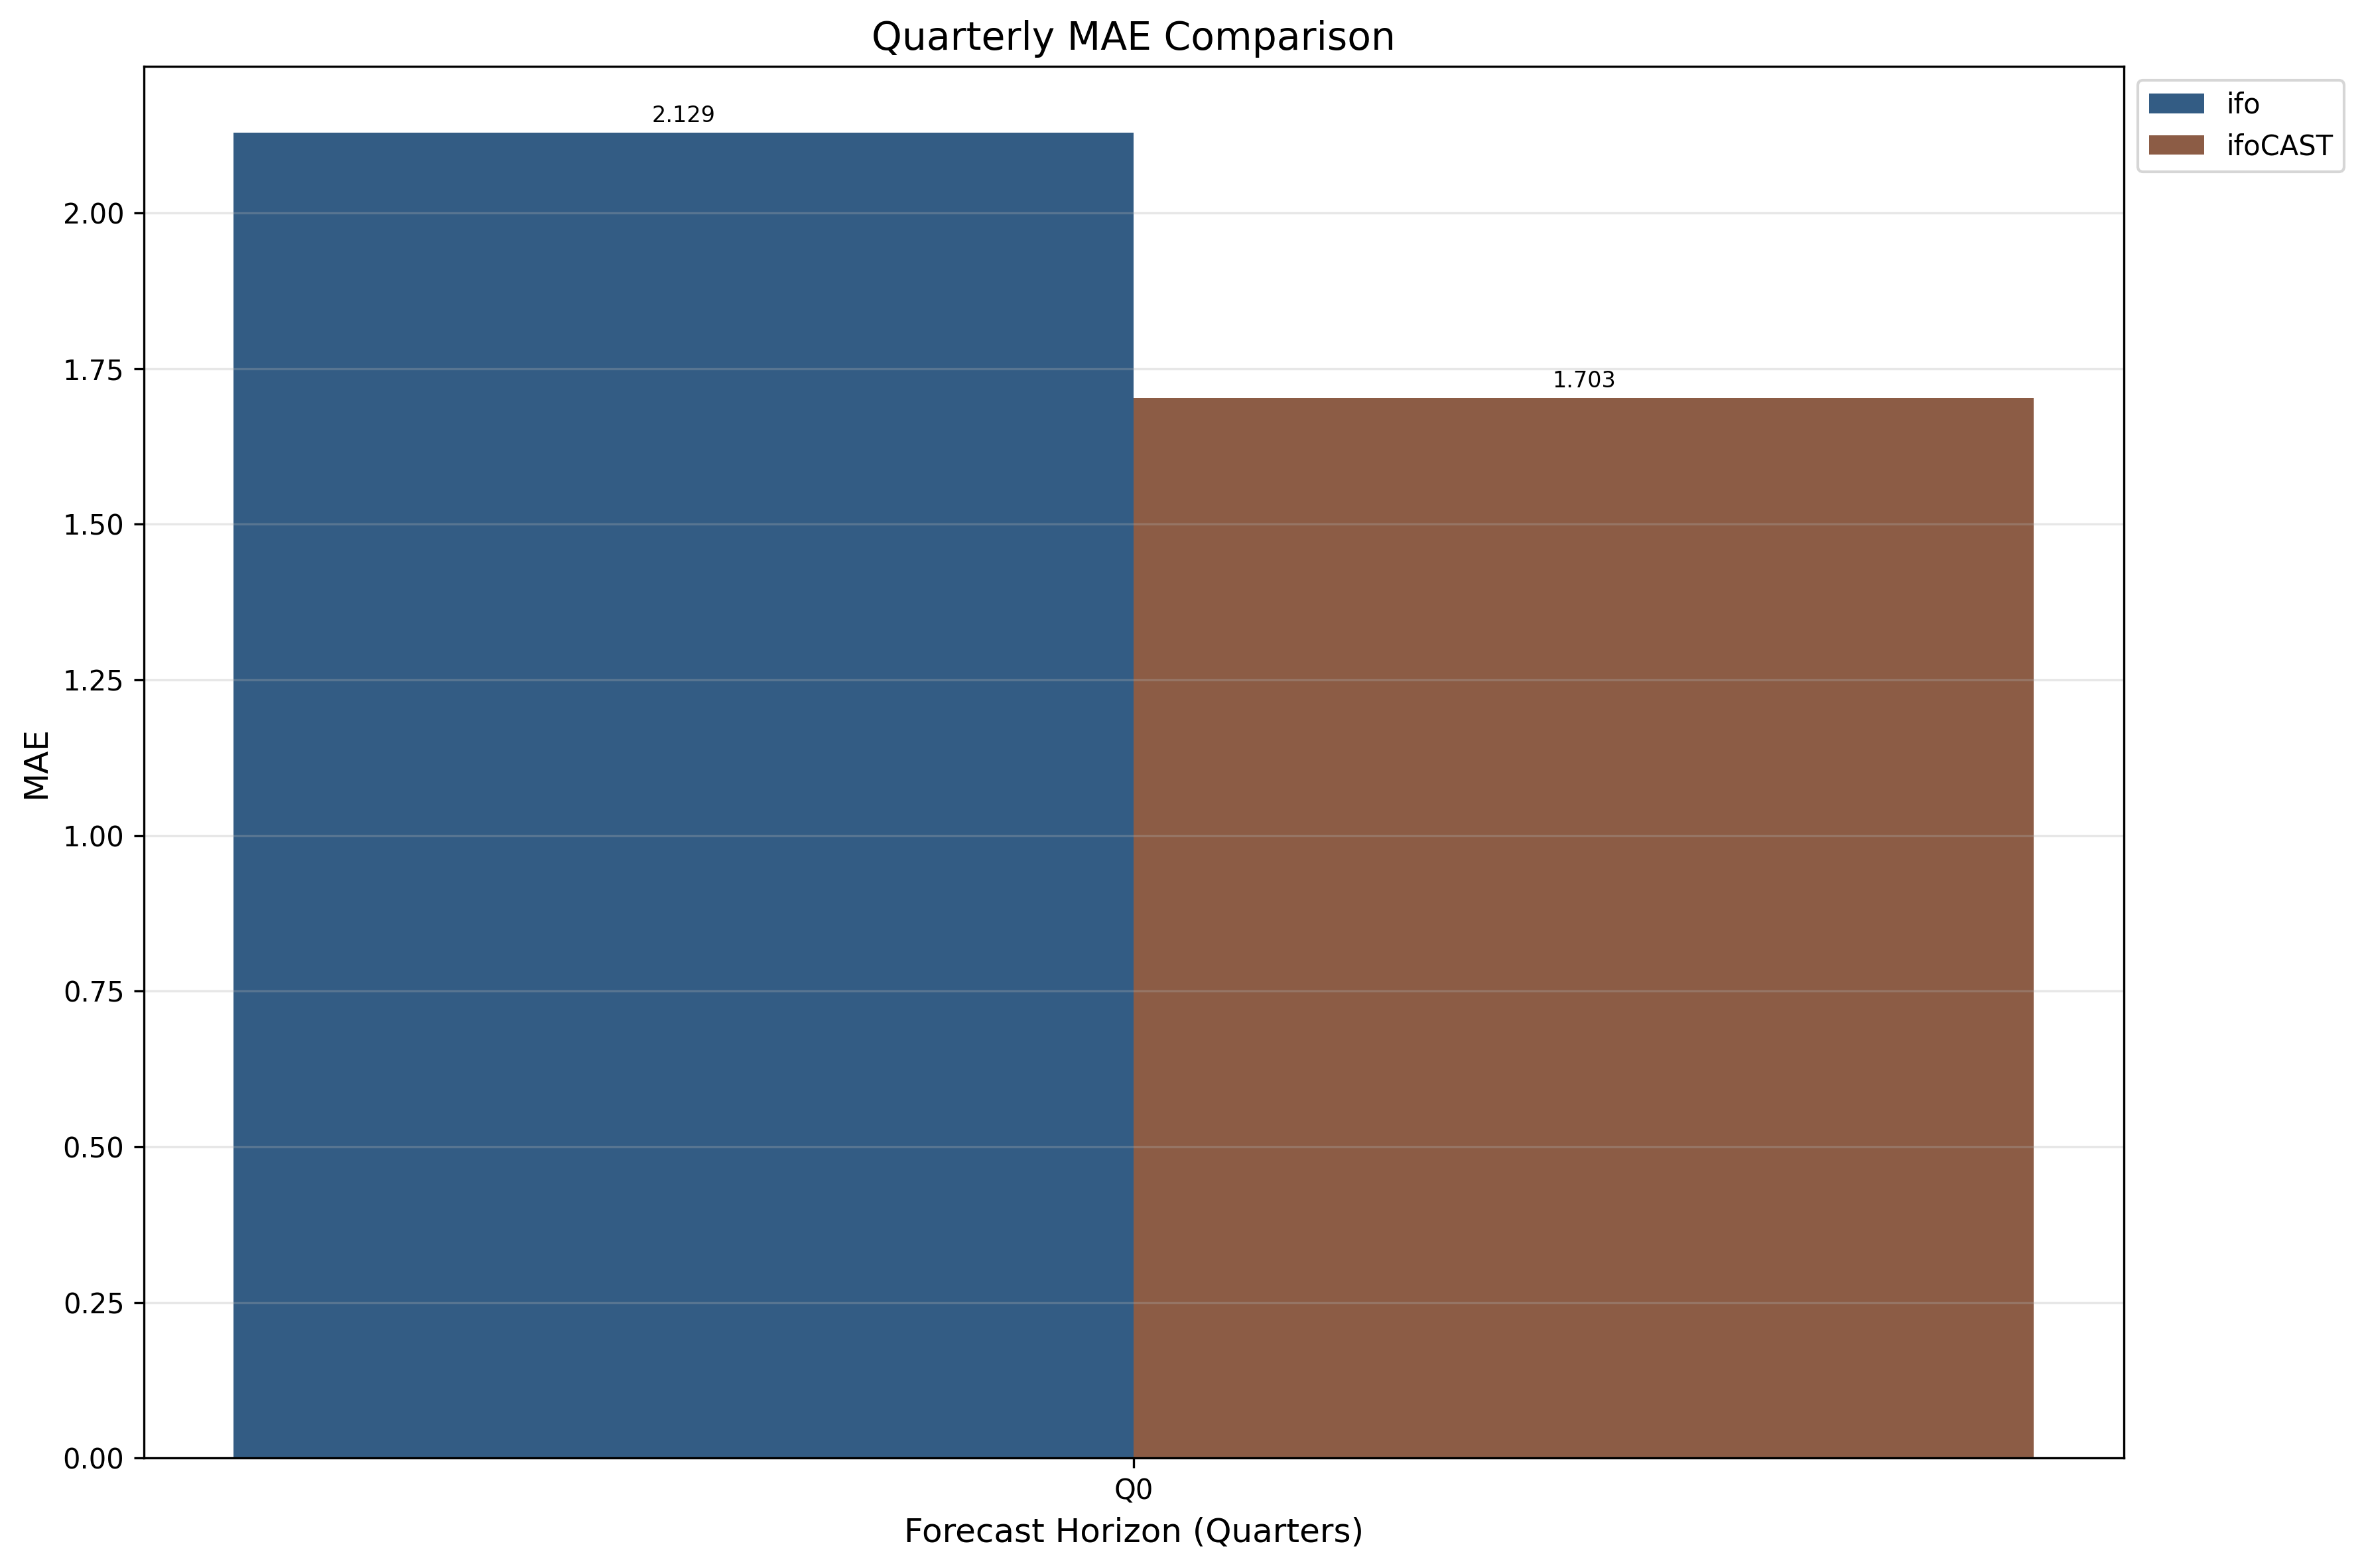 Quarterly MAE Comparison
ifo
ifoCAST
2.129
1.703
2.00
1.75
1.50
1.25
1.00
0.75
0.50
0.25
0.00
MAE
Q0
Forecast Horizon (Quarters)